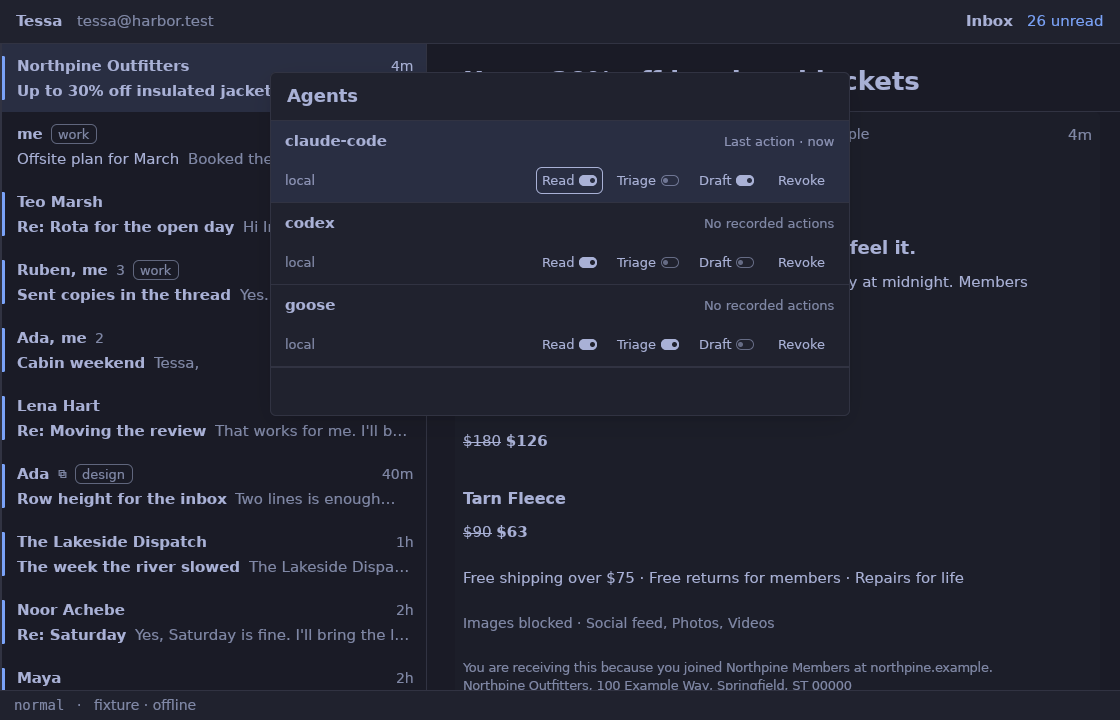 Tessa tessa@harbor.test Inbox 26 unread
Northpine Outfitters 4m
Up to 30% off insulated jacket
me work
Offsite plan for March Booked the
Teo Marsh
Re: Rota for the open day Hi
Ruben, me 3 work
Sent copies in the thread Yes.
Ada, me 2
Cabin weekend Tessa,
Lena Hart
Re: Moving the review That works for me. I'll b…
Ada design 40m
Row height for the inbox Two lines is enough…
The Lakeside Dispatch 1h
The week the river slowed The Lakeside Dispa…
Noor Achebe 2h
Re: Saturday Yes, Saturday is fine. I'll bring the l…
Maya 2h
Agents
claude-code Last action · now
local Read Triage Draft Revoke
codex No recorded actions
local Read Triage Draft Revoke
goose No recorded actions
local Read Triage Draft Revoke
ckets
ple 4m
feel it.
y at midnight. Members
$180 $126
Tarn Fleece
$90 $63
Free shipping over $75 · Free returns for members · Repairs for life
Images blocked · Social feed, Photos, Videos
You are receiving this because you joined Northpine Members at northpine.example.
Northpine Outfitters, 100 Example Way, Springfield, ST 00000
normal · fixture · offline